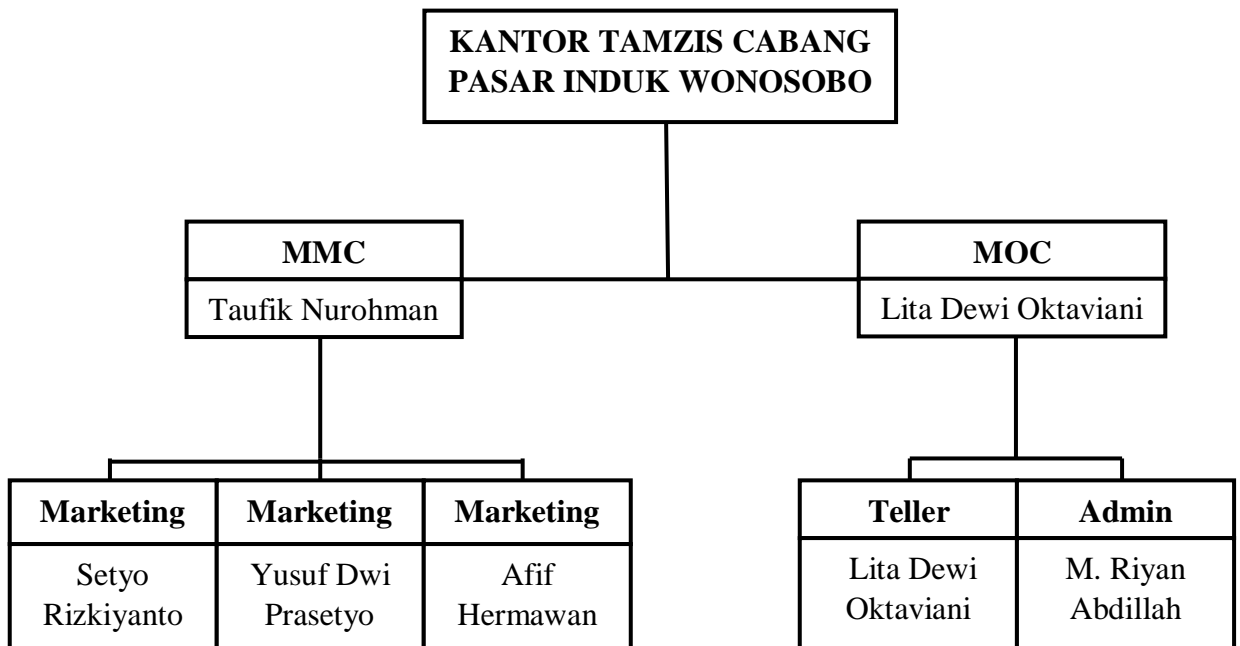 KANTOR TAMZIS CABANG
PASAR INDUK WONOSOBO
MMC
Taufik Nurohman
MOC
Lita Dewi Oktaviani
Marketing
Setyo
Rizkiyanto
Marketing
Yusuf Dwi
Prasetyo
Marketing
Afif
Hermawan
Teller
Lita Dewi
Oktaviani
Admin
M. Riyan
Abdillah